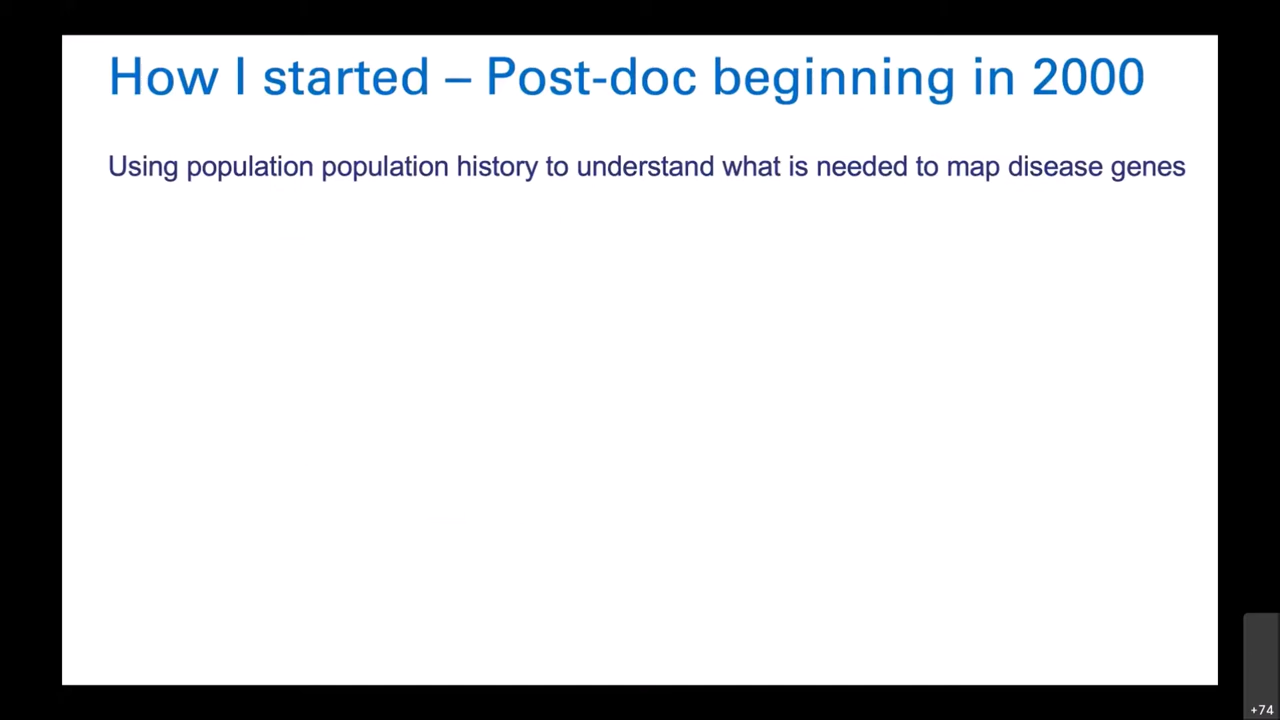 How I started – Post-doc beginning in 2000
Using population population history to understand what is needed to map disease genes
+74